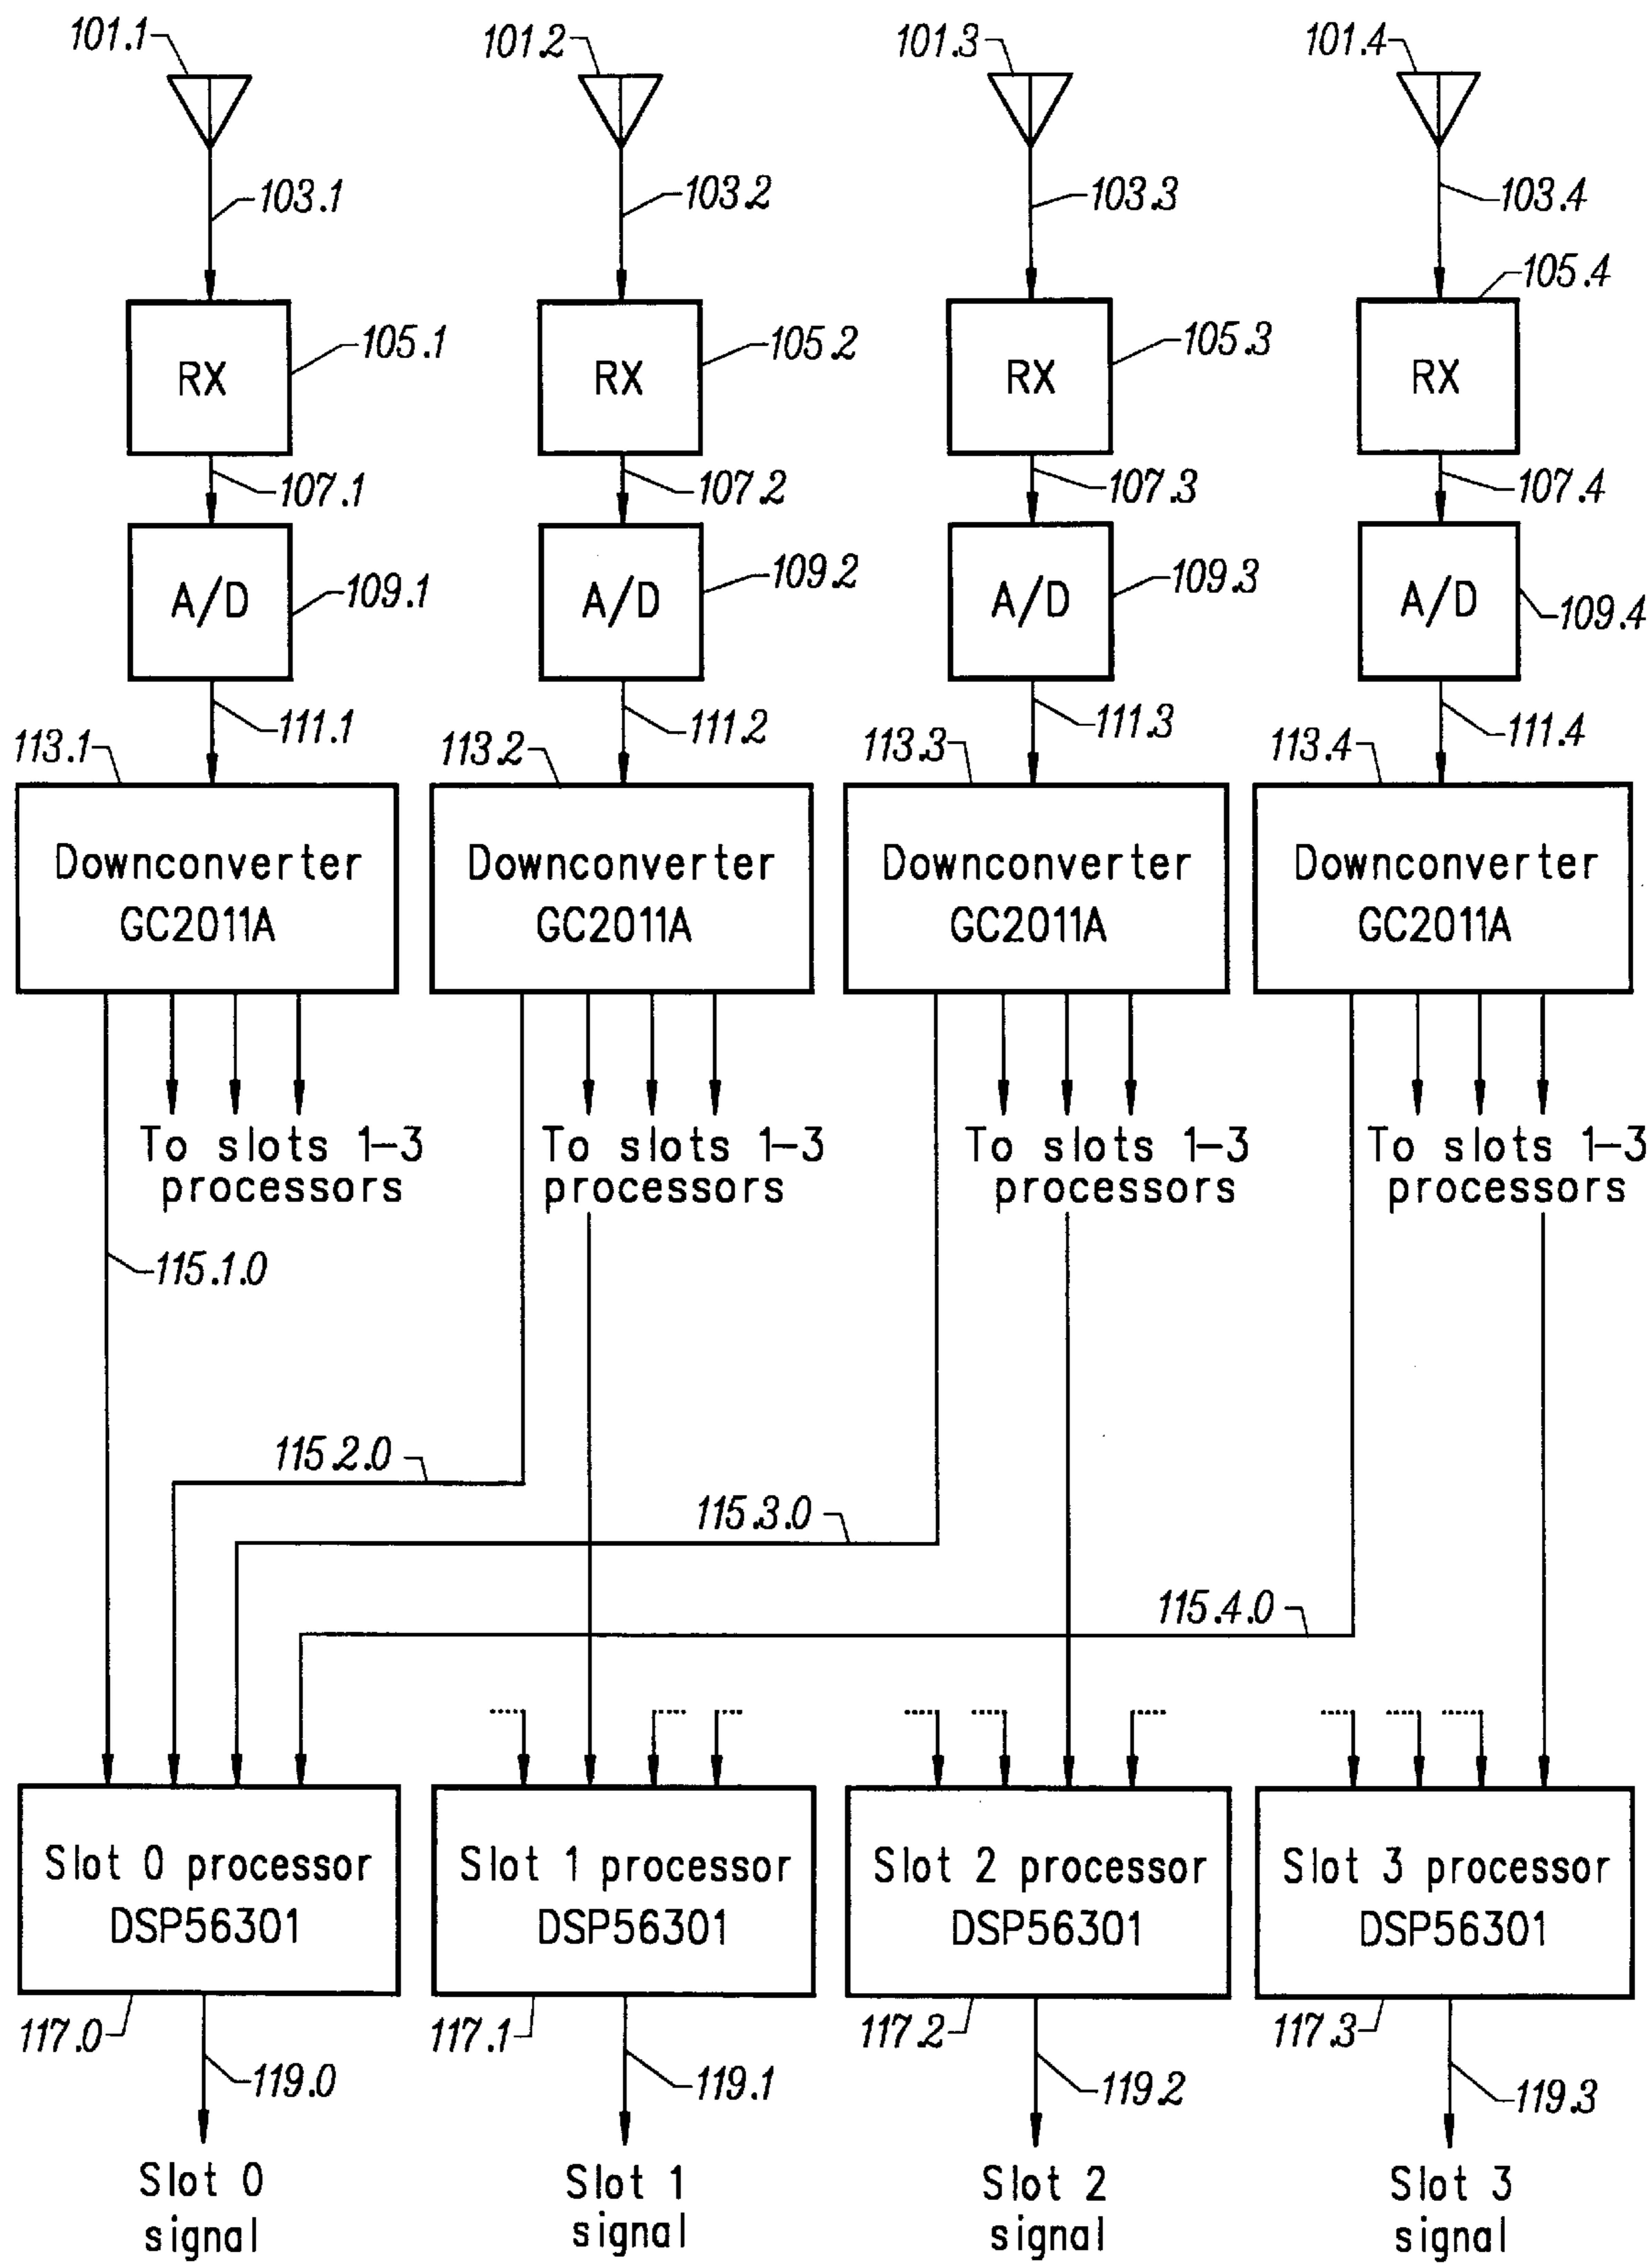 101.1
101.2
101.3
101.4
103.1
103.2
103.3
103.4
105.4
105.1
105.2
105.3
RX
RX
RX
RX
107.1
107.2
107.3
107.4
109.1
109.2
109.3
109.4
A/D
A/D
A/D
A/D
111.1
111.2
111.3
111.4
113.1
113.2
113.3
113.4
Downconverter
GC2011A
Downconverter
GC2011A
Downconverter
GC2011A
Downconverter
GC2011A
To slots 1-3
processors
To slots 1-3
processors
To slots 1-3
processors
To slots 1-3
processors
115.1.0
115.2.0
115.3.0
115.4.0
Slot 0 processor
DSP56301
Slot 1 processor
DSP56301
Slot 2 processor
DSP56301
Slot 3 processor
DSP56301
117.0
117.1
117.2
117.3
119.0
119.1
119.2
119.3
Slot 0
signal
Slot 1
signal
Slot 2
signal
Slot 3
signal